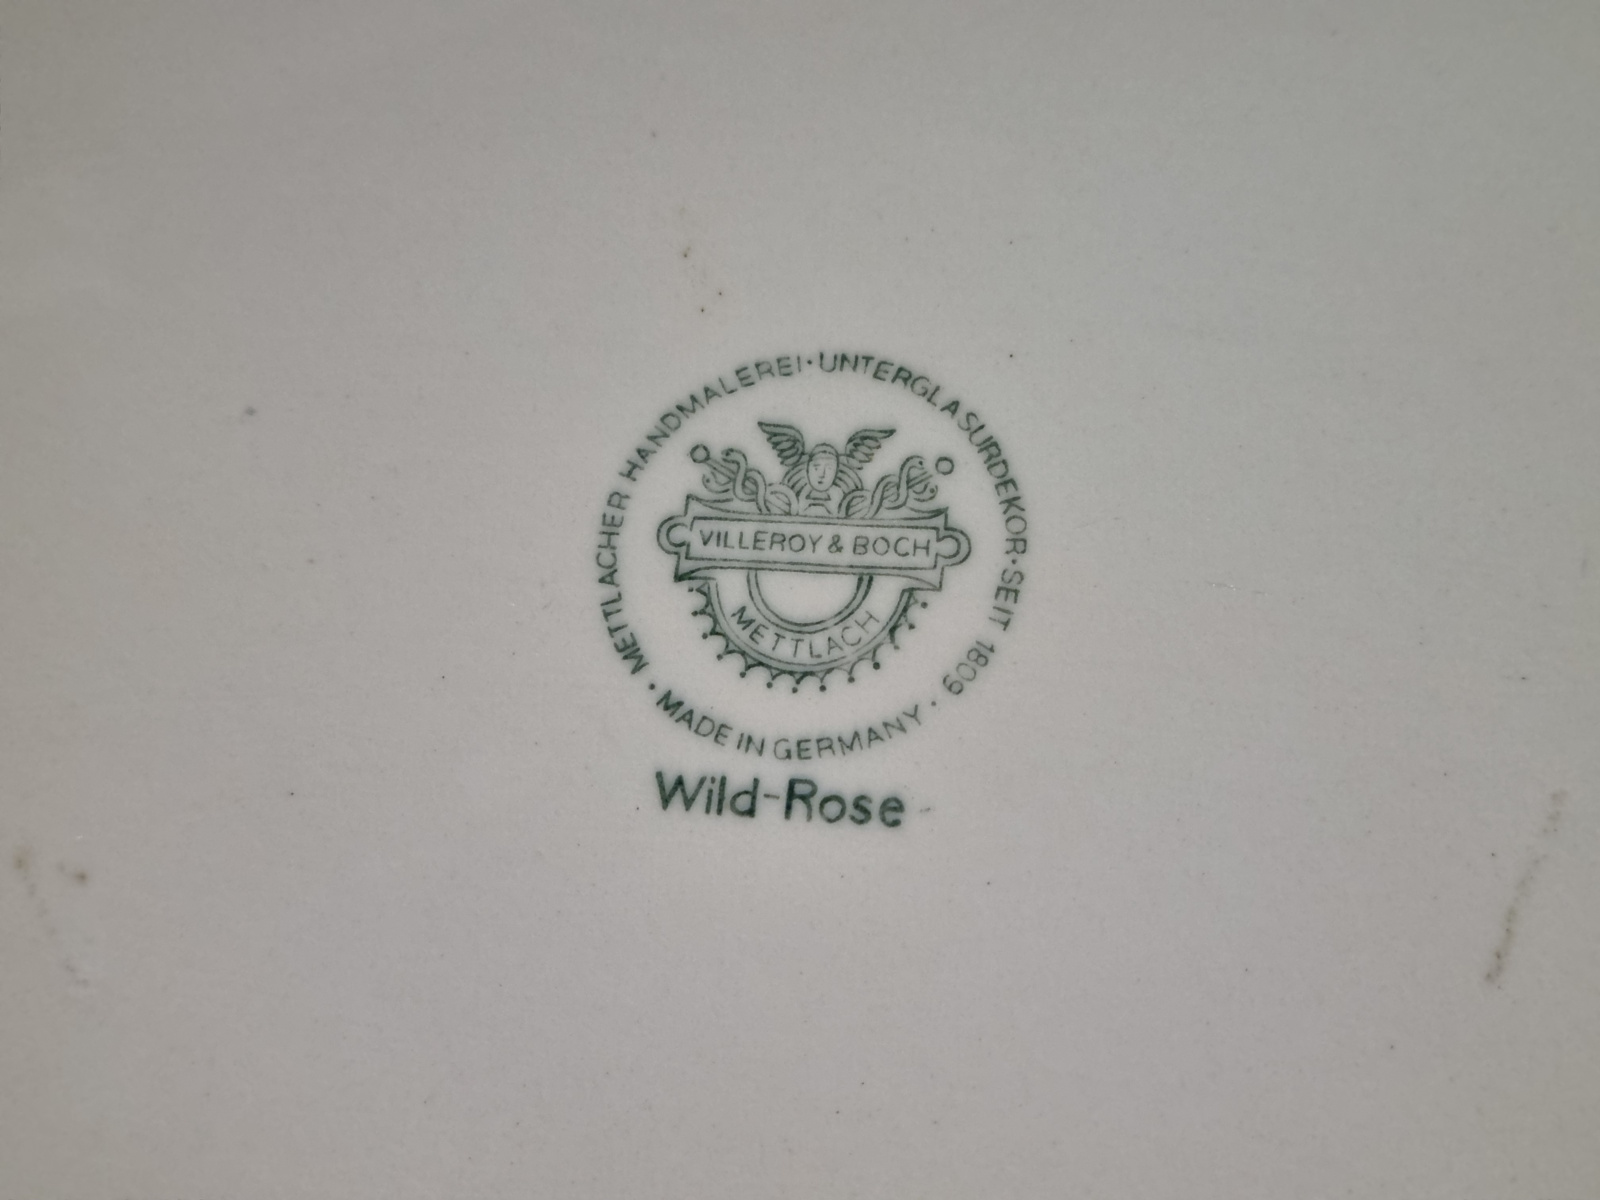 METTLACHER HANDMALEREI · UNTERGLASURDEKOR · SEIT 1809 ·
VILLEROY & BOCH
METTLACH
MADE IN GERMANY ·
Wild-Rose